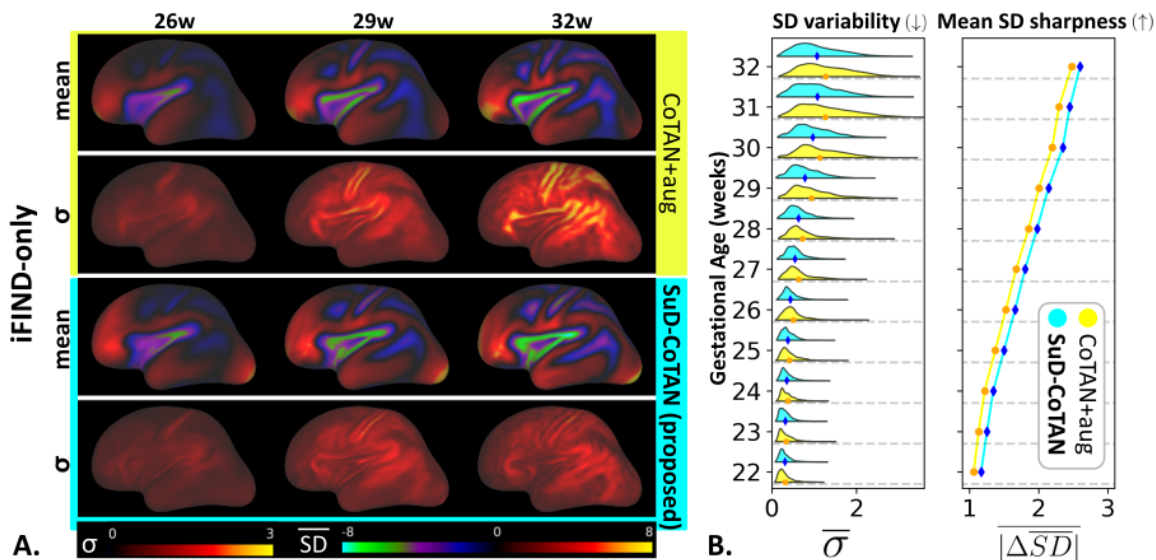 A.
26w
29w
32w
iFIND-only
mean
σ
CoTAN+aug
mean
σ
SuD-CoTAN (proposed)
σ 0 3 SD -8 0 8
B.
SD variability (↓)
Mean SD sharpness (↑)
Gestational Age (weeks)
32
31
30
29
28
27
26
25
24
23
22
0 2
σ
1 2 3
|ΔSD|
CoTAN+aug
SuD-CoTAN